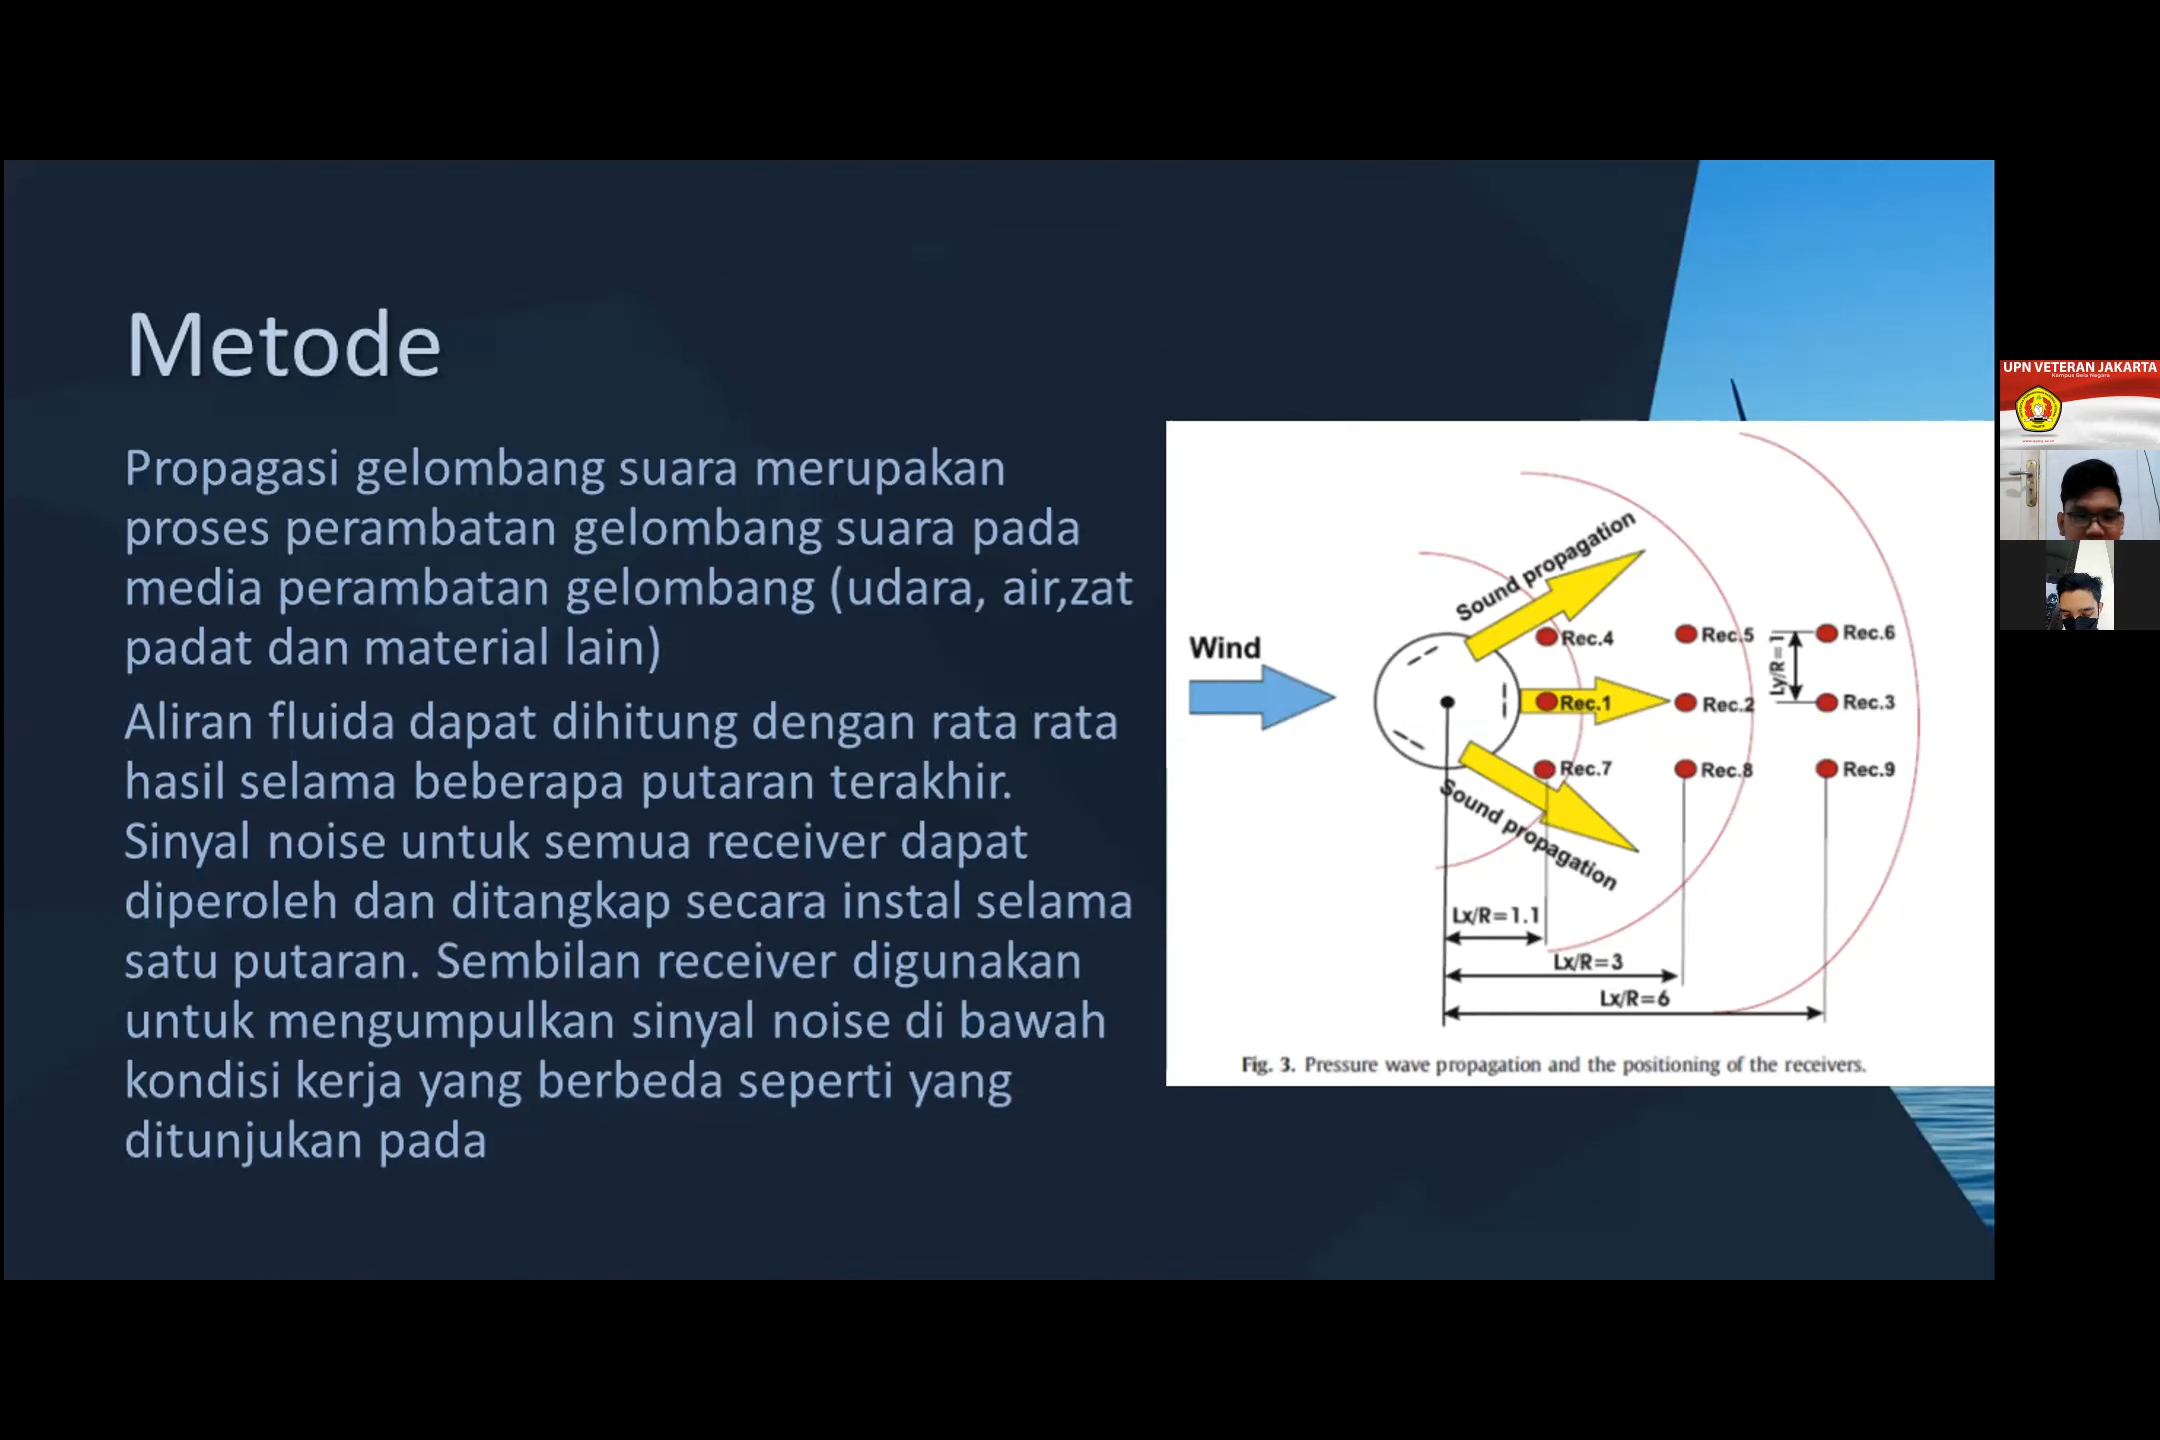 Metode
Propagasi gelombang suara merupakan
proses perambatan gelombang suara pada
media perambatan gelombang (udara, air,zat
padat dan material lain)
Aliran fluida dapat dihitung dengan rata rata
hasil selama beberapa putaran terakhir.
Sinyal noise untuk semua receiver dapat
diperoleh dan ditangkap secara instal selama
satu putaran. Sembilan receiver digunakan
untuk mengumpulkan sinyal noise di bawah
kondisi kerja yang berbeda seperti yang
ditunjukan pada
Wind
Sound propagation
Rec.4
Rec.5
Rec.6
Ly/R=1
Rec.1
Rec.2
Rec.3
Rec.7
Rec.8
Rec.9
Sound propagation
Lx/R=1.1
Lx/R=3
Lx/R=6
Fig. 3. Pressure wave propagation and the positioning of the receivers.
UPN VETERAN JAKARTA
Kampus Bela Negara